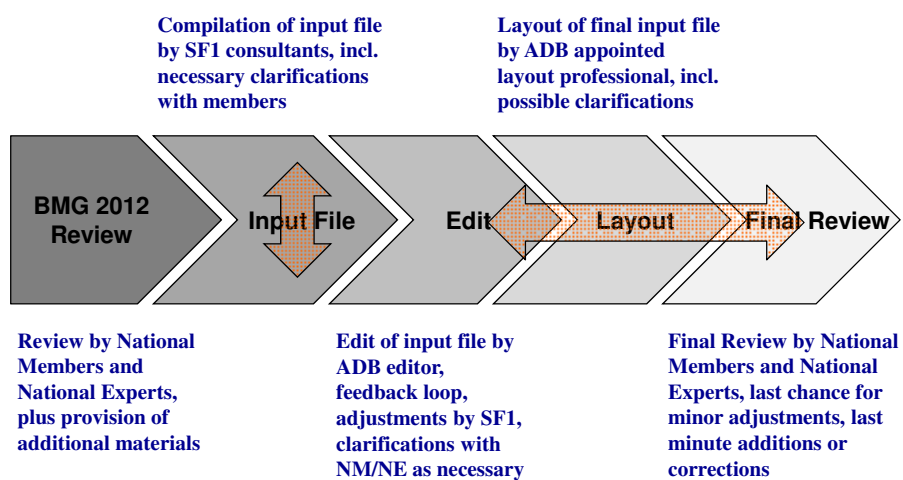 Compilation of input file
by SF1 consultants, incl.
necessary clarifications
with members
Layout of final input file
by ADB appointed
layout professional, incl.
possible clarifications
BMG 2012
Review
Input File
Edit
Layout
Final Review
Review by National
Members and
National Experts,
plus provision of
additional materials
Edit of input file by
ADB editor,
feedback loop,
adjustments by SF1,
clarifications with
NM/NE as necessary
Final Review by National
Members and National
Experts, last chance for
minor adjustments, last
minute additions or
corrections